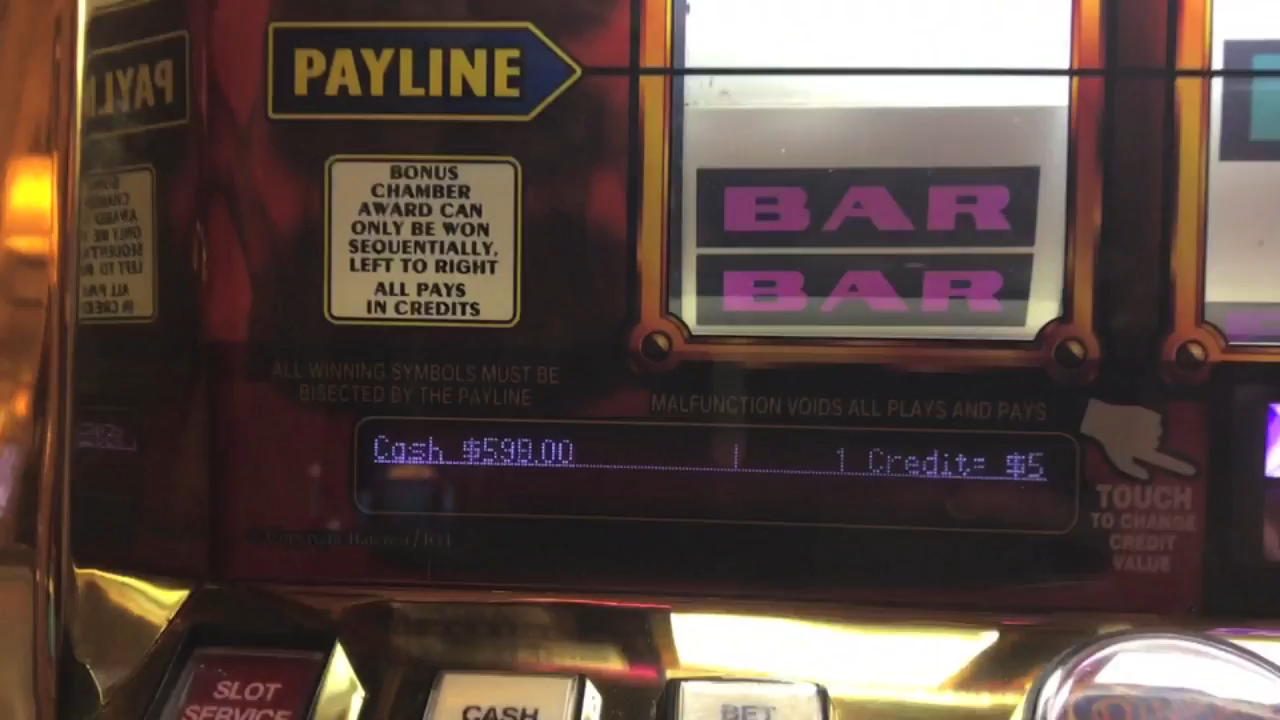 PAYLINE
BONUS
CHAMBER
AWARD CAN
ONLY BE WON
SEQUENTIALLY,
LEFT TO RIGHT
ALL PAYS
IN CREDITS
BAR
BAR
ALL WINNING SYMBOLS MUST BE
BISECTED BY THE PAYLINE
MALFUNCTION VOIDS ALL PLAYS AND PAYS
Cash $598.00 1 Credit= $5
TOUCH
TO CHANGE
CREDIT
VALUE
SLOT
SERVICE
CASH
BET